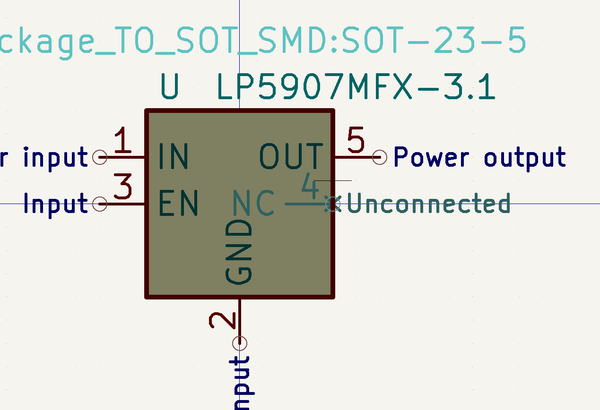 ckage_TO_SOT_SMD:SOT-23-5
U LP5907MFX-3.1
r input 1 IN OUT 5 Power output
Input 3 EN NC 4 Unconnected
GND
2
nput